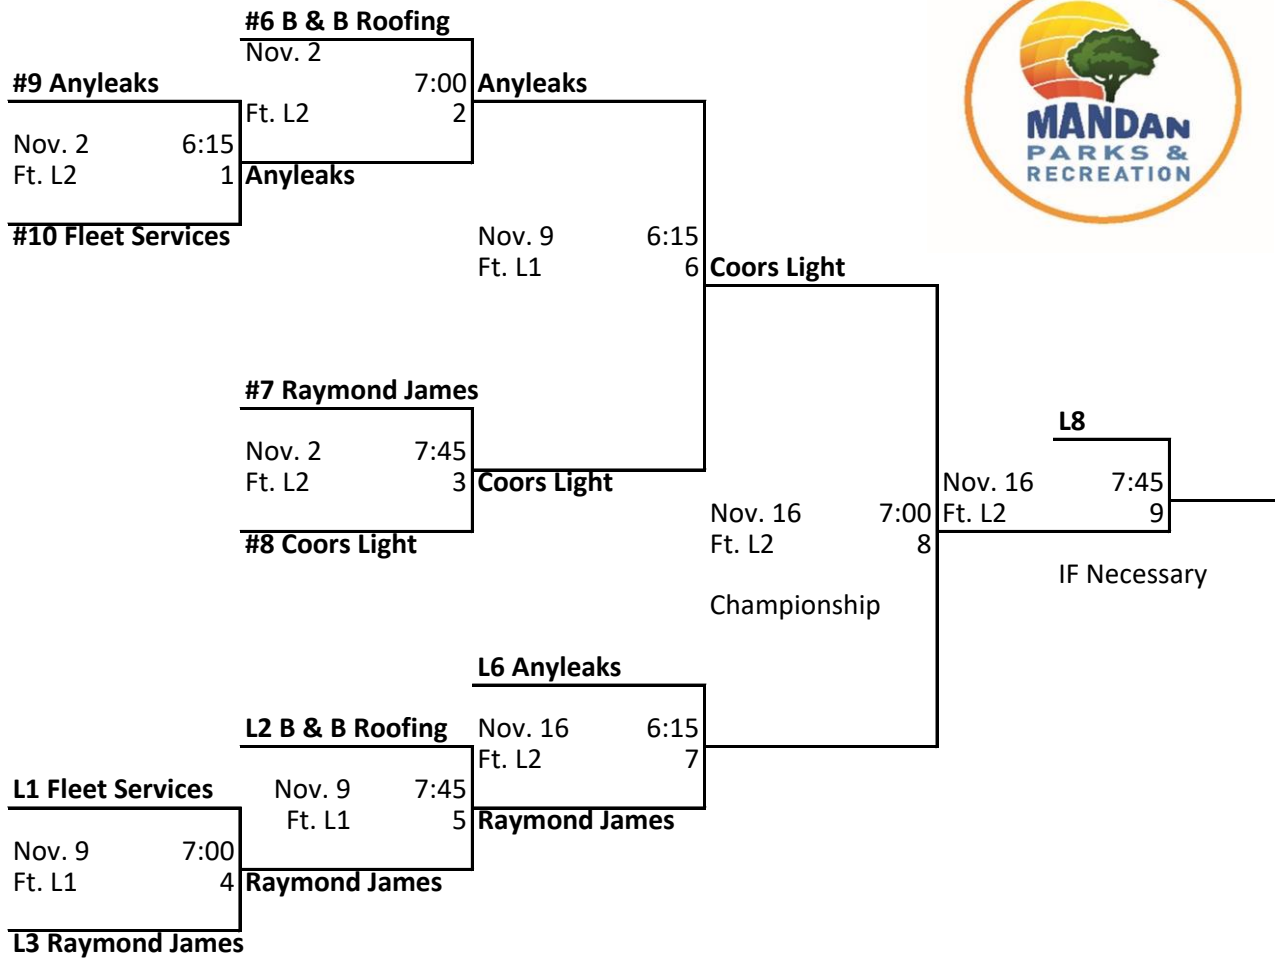 #6 B & B Roofing
Nov. 2
7:00
Ft. L2 2
#9 Anyleaks
Nov. 2 6:15
Ft. L2 1
#10 Fleet Services
Anyleaks
Anyleaks
Nov. 9 6:15
Ft. L1 6
#7 Raymond James
Nov. 2 7:45
Ft. L2 3
#8 Coors Light
Coors Light
Coors Light
Nov. 16 7:00
Ft. L2 8
Championship
L8
Nov. 16 7:45
Ft. L2 9
IF Necessary
L6 Anyleaks
Nov. 16 6:15
Ft. L2 7
L2 B & B Roofing
Nov. 9 7:45
Ft. L1 5
Raymond James
L1 Fleet Services
Nov. 9 7:00
Ft. L1 4
Raymond James
L3 Raymond James
MANDAN
PARKS &
RECREATION